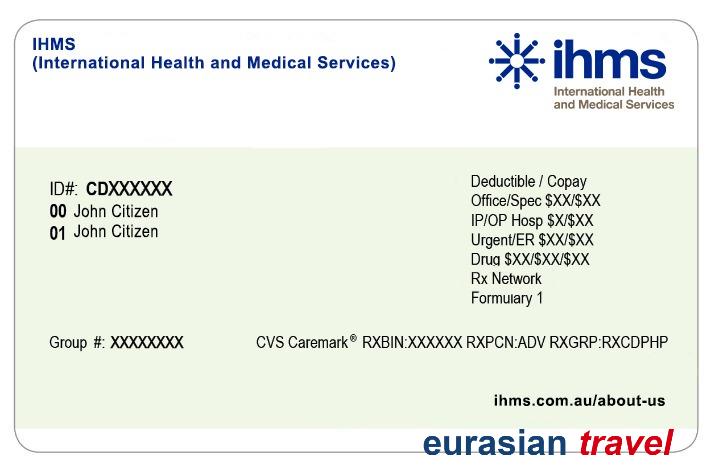 IHMS
(International Health and Medical Services)
ihms
International Health
and Medical Services
ID#: CDXXXXXX
00 John Citizen
01 John Citizen
Deductible / Copay
Office/Spec $XX/$XX
IP/OP Hosp $X/$XX
Urgent/ER $XX/$XX
Drug $XX/$XX/$XX
Rx Network
Formulary 1
Group #: XXXXXXXX
CVS Caremark® RXBIN:XXXXXX RXPCN:ADV RXGRP:RXCDPHP
ihms.com.au/about-us
eurasian travel